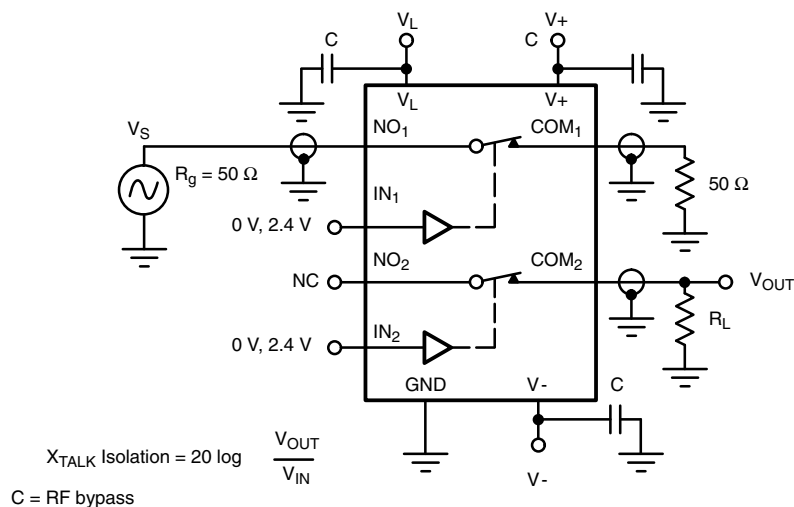 V_L V+
C C
V_L V+
V_S NO_1 COM_1
R_g = 50 Ω 50 Ω
IN_1
0 V, 2.4 V
NO_2 COM_2
NC V_OUT
R_L
IN_2
0 V, 2.4 V
GND V- C
V-
X_TALK Isolation = 20 log V_OUT
V_IN
C = RF bypass